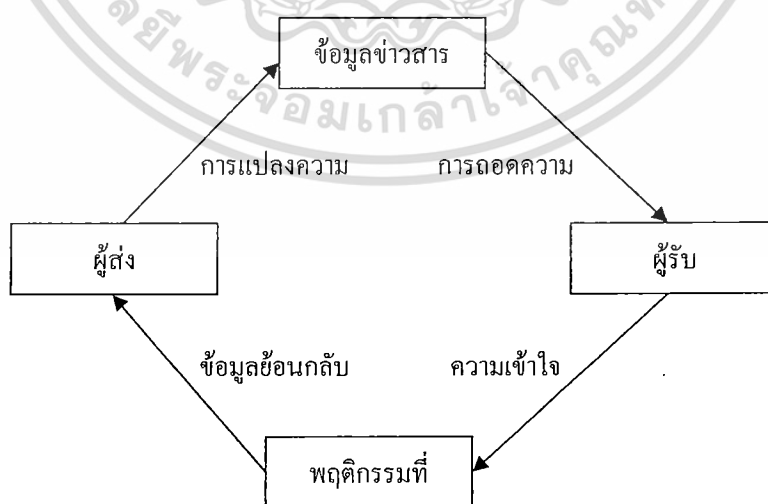 ข้อมูลข่าวสาร
การแปลงความ
การถอดความ
ผู้ส่ง
ผู้รับ
ข้อมูลย้อนกลับ
ความเข้าใจ
พฤติกรรมที่